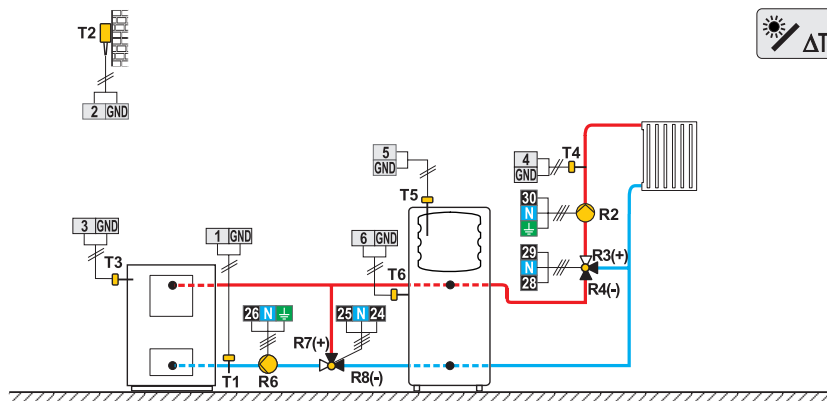 T2
ΔT
2 GND
5
GND
4
GND
T4
T5
30
N
R2
3 GND
1 GND
6 GND
29
N
28
R3(+)
R4(-)
T3
T6
26 N
25 N 24
R7(+)
T1
R6
R8(-)